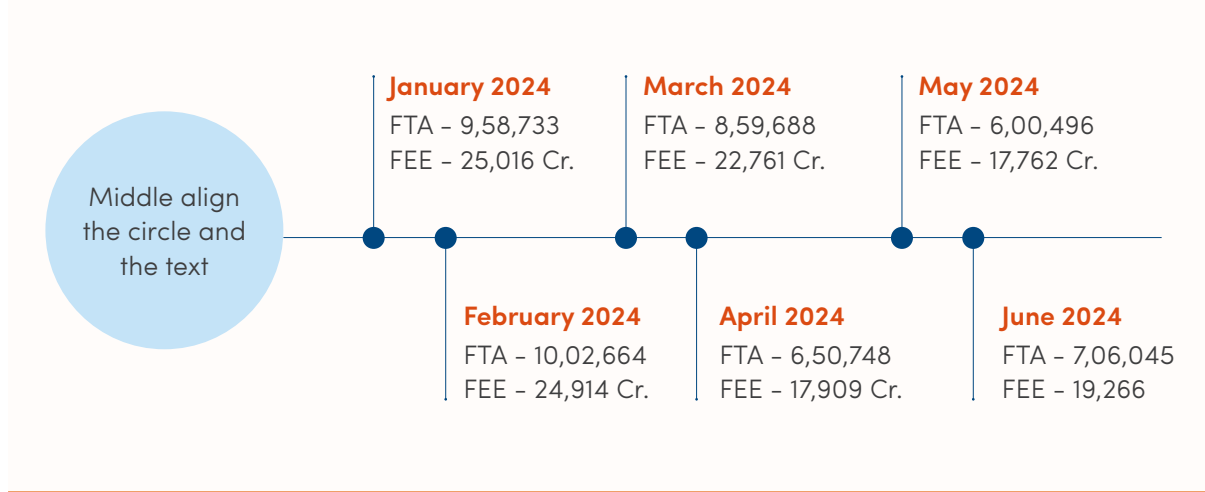 Middle align
the circle and
the text
January 2024
FTA – 9,58,733
FEE – 25,016 Cr.
February 2024
FTA – 10,02,664
FEE – 24,914 Cr.
March 2024
FTA – 8,59,688
FEE – 22,761 Cr.
April 2024
FTA – 6,50,748
FEE – 17,909 Cr.
May 2024
FTA – 6,00,496
FEE – 17,762 Cr.
June 2024
FTA – 7,06,045
FEE – 19,266